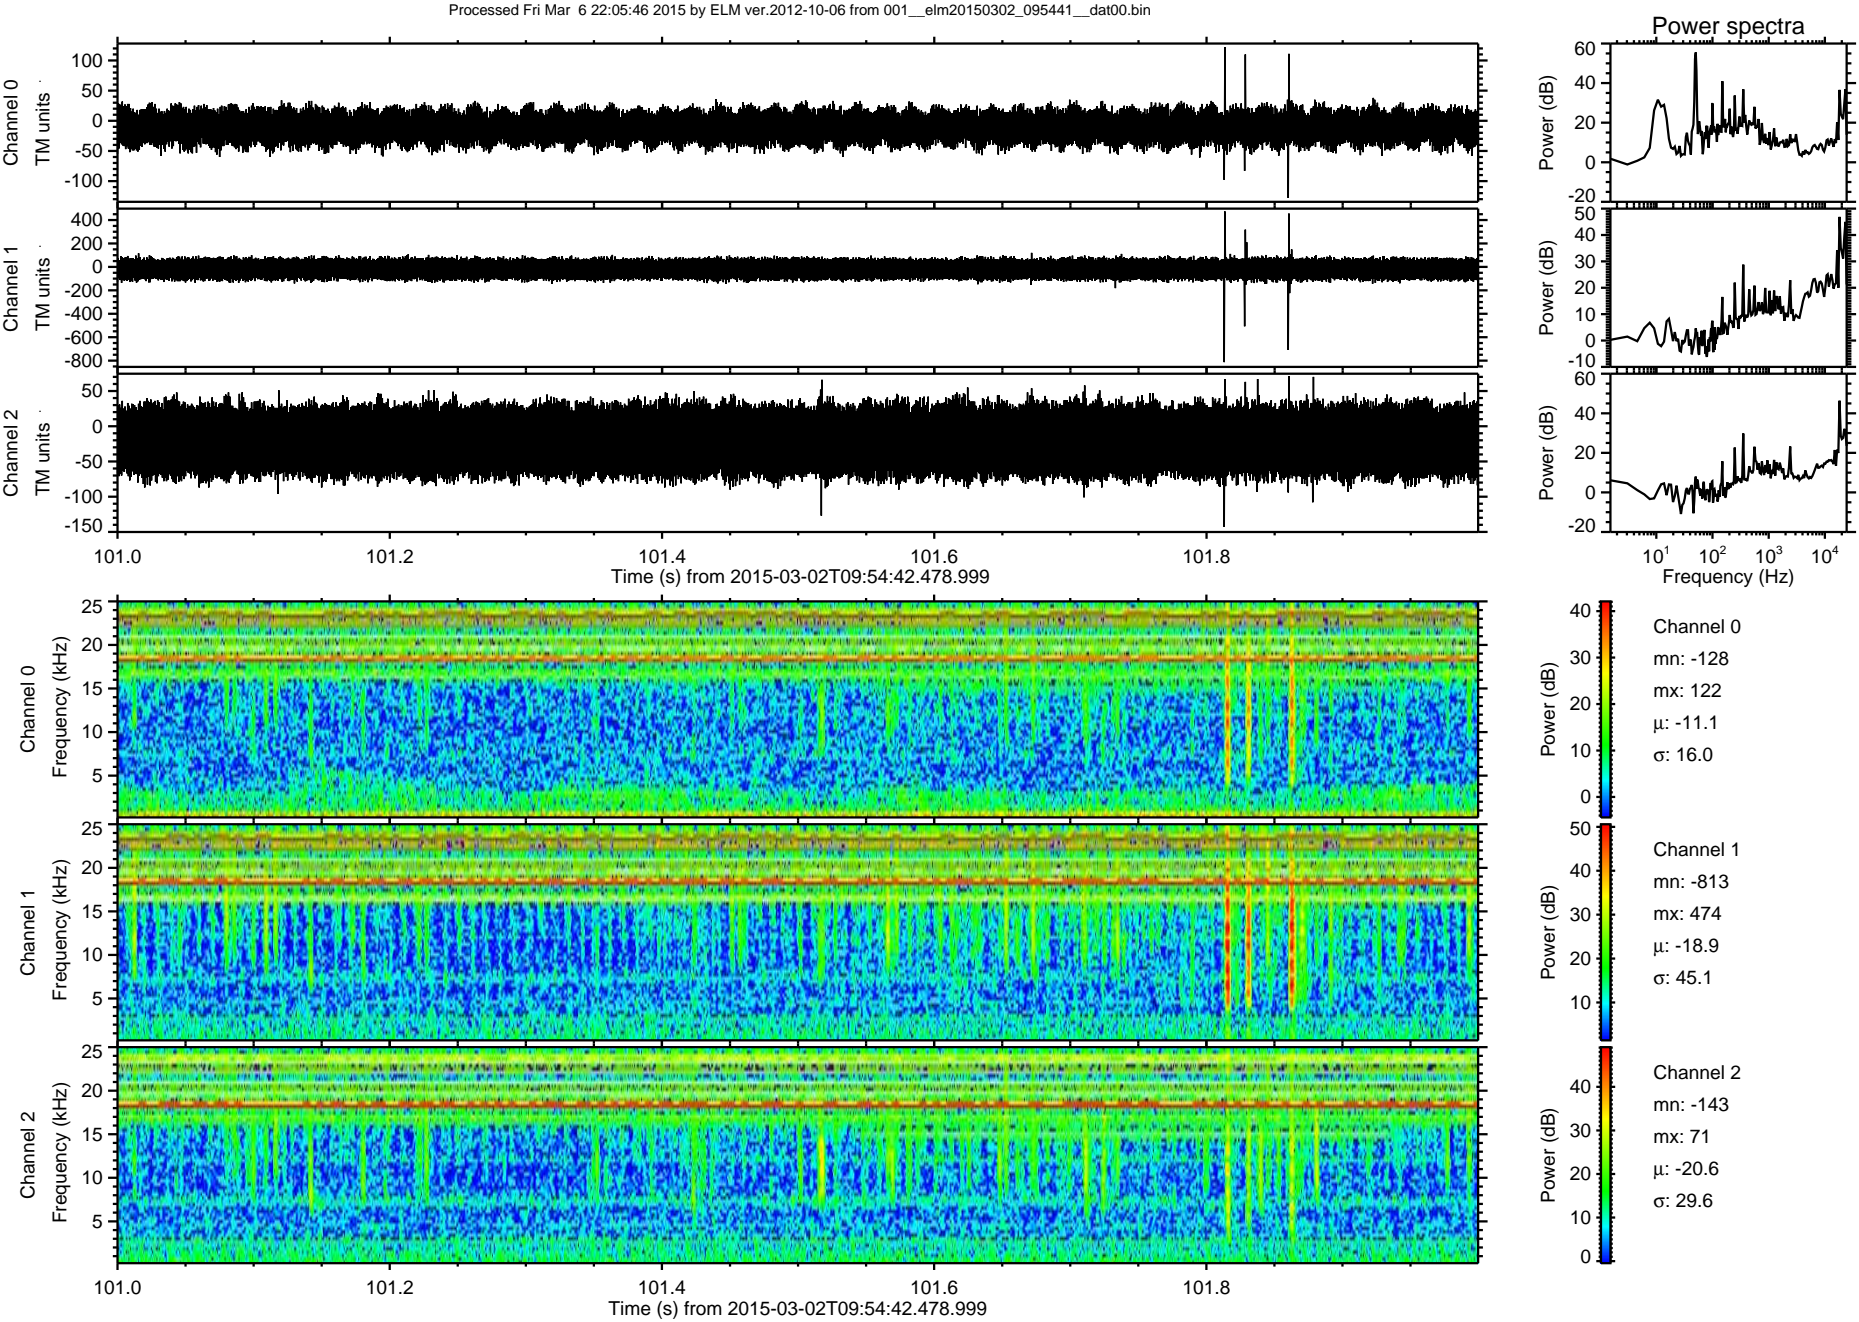 Processed Fri Mar  6 22:05:46 2015 by ELM ver.2012-10-06 from 001__elm20150302_095441__dat00.bin
Power spectra
Channel 0
TM units
100
50
0
-50
-100
Power (dB)
60
40
20
0
-20
Channel 1
TM units
400
200
0
-200
-400
-600
-800
Power (dB)
50
40
30
20
10
0
-10
Channel 2
TM units
50
0
-50
-100
-150
Power (dB)
60
40
20
0
-20
101.0 101.2 101.4 101.6 101.8
Time (s) from 2015-03-02T09:54:42.478.999
10¹ 10² 10³ 10⁴
Frequency (Hz)
Channel 0
Frequency (kHz)
25
20
15
10
5
Power (dB)
40
30
20
10
0
Channel 0
mn: -128
mx: 122
μ: -11.1
σ: 16.0
Channel 1
Frequency (kHz)
25
20
15
10
5
Power (dB)
50
40
30
20
10
Channel 1
mn: -813
mx: 474
μ: -18.9
σ: 45.1
Channel 2
Frequency (kHz)
25
20
15
10
5
Power (dB)
40
30
20
10
0
Channel 2
mn: -143
mx: 71
μ: -20.6
σ: 29.6
101.0 101.2 101.4 101.6 101.8
Time (s) from 2015-03-02T09:54:42.478.999